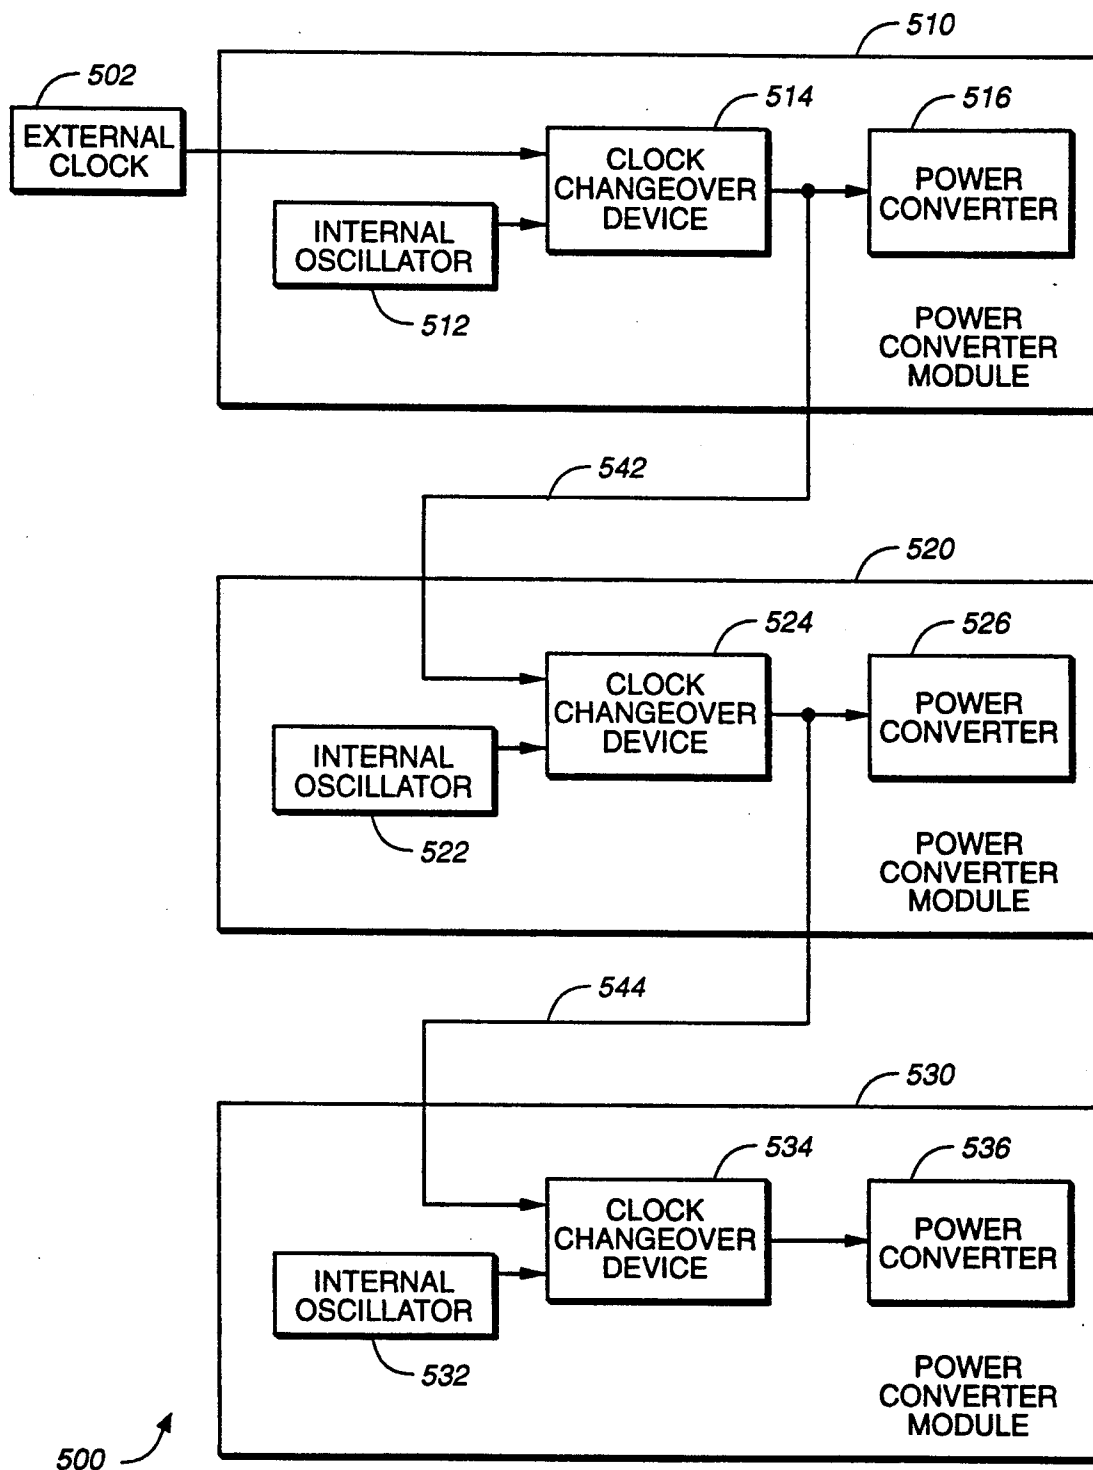 510
502
EXTERNAL
CLOCK
514
516
CLOCK
CHANGEOVER
DEVICE
POWER
CONVERTER
INTERNAL
OSCILLATOR
512
POWER
CONVERTER
MODULE
542
520
524
526
CLOCK
CHANGEOVER
DEVICE
POWER
CONVERTER
INTERNAL
OSCILLATOR
522
POWER
CONVERTER
MODULE
544
530
534
536
CLOCK
CHANGEOVER
DEVICE
POWER
CONVERTER
INTERNAL
OSCILLATOR
532
POWER
CONVERTER
MODULE
500